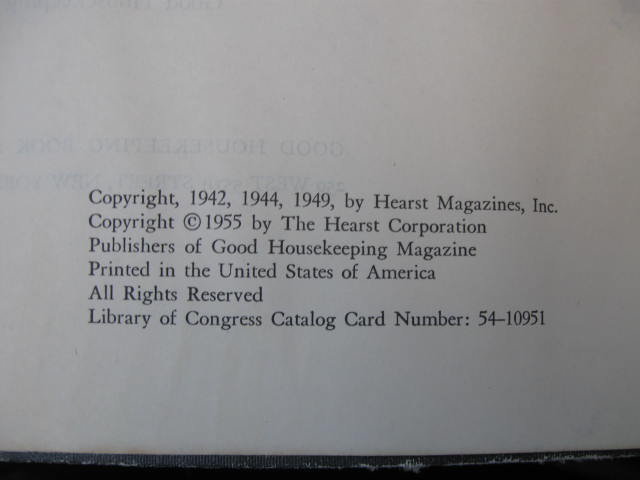 Copyright, 1942, 1944, 1949, by Hearst Magazines, Inc.
Copyright © 1955 by The Hearst Corporation
Publishers of Good Housekeeping Magazine
Printed in the United States of America
All Rights Reserved
Library of Congress Catalog Card Number: 54–10951